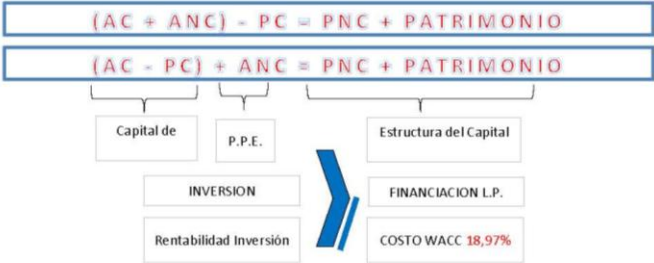 (AC + ANC) - PC = PNC + PATRIMONIO
(AC - PC) + ANC = PNC + PATRIMONIO
Capital de
P.P.E.
Estructura del Capital
INVERSION
FINANCIACION L.P.
Rentabilidad Inversión
COSTO WACC 18,97%